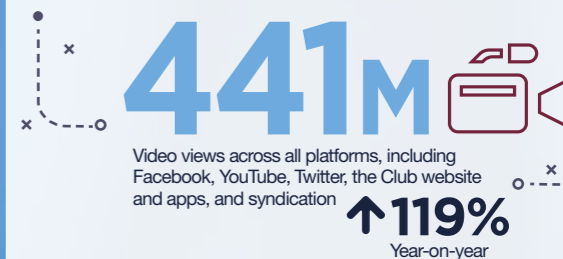 441M
Video views across all platforms, including
Facebook, YouTube, Twitter, the Club website
and apps, and syndication
↑119%
Year-on-year